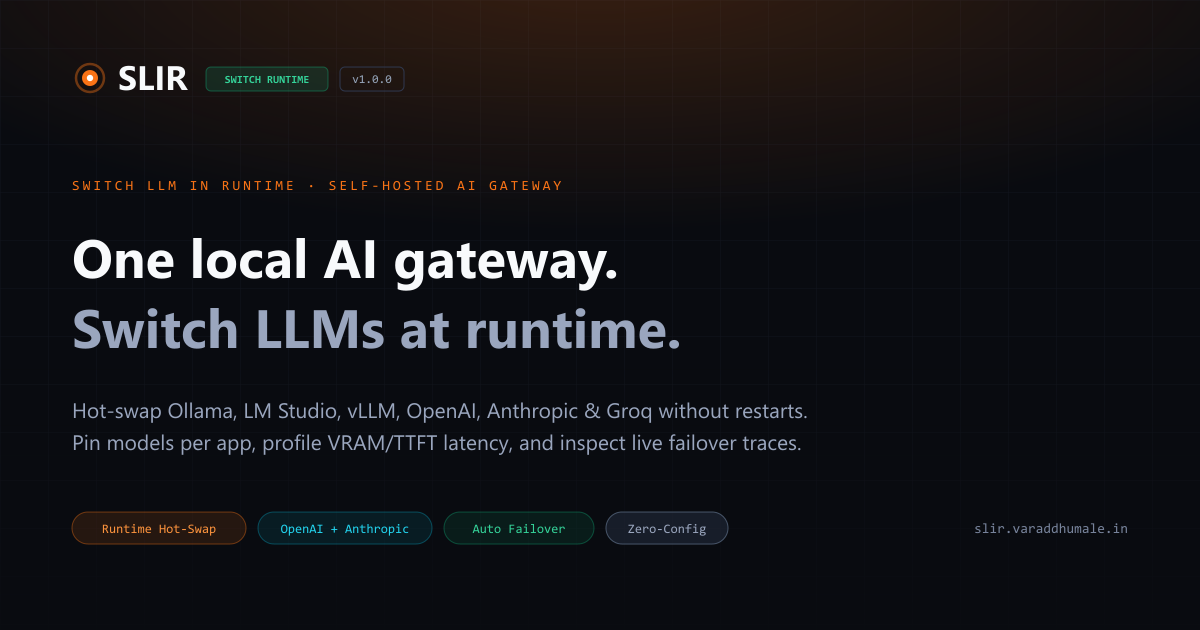 SLIR SWITCH RUNTIME v1.0.0
SWITCH LLM IN RUNTIME · SELF-HOSTED AI GATEWAY
One local AI gateway.
Switch LLMs at runtime.
Hot-swap Ollama, LM Studio, vLLM, OpenAI, Anthropic & Groq without restarts.
Pin models per app, profile VRAM/TTFT latency, and inspect live failover traces.
Runtime Hot-Swap OpenAI + Anthropic Auto Failover Zero-Config slir.varaddhumale.in